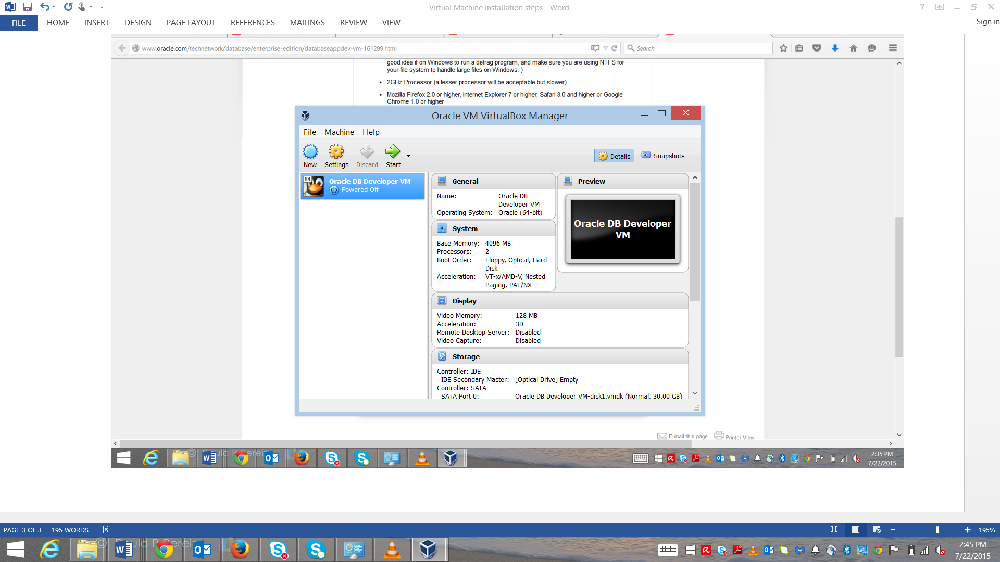 Virtual Machine installation steps - Word
?
FILE
HOME
INSERT
DESIGN
PAGE LAYOUT
REFERENCES
MAILINGS
REVIEW
VIEW
Sign in
www.oracle.com/technetwork/database/enterprise-edition/databaseappdev-vm-161299.html
Search
good idea if on Windows to run a defrag program, and make sure you are using NTFS for
your file system to handle large files on Windows. )
2GHz Processor (a lesser processor will be acceptable but slower)
Mozilla Firefox 2.0 or higher, Internet Explorer 7 or higher, Safari 3.0 and higher or Google
Chrome 1.0 or higher
Oracle VM VirtualBox Manager
File Machine Help
New Settings Discard Start
Details Snapshots
64
Oracle DB Developer VM
Powered Off
General
Name: Oracle DB
Developer VM
Operating System: Oracle (64-bit)
Preview
Oracle DB Developer
VM
System
Base Memory: 4096 MB
Processors: 2
Boot Order: Floppy, Optical, Hard
Disk
Acceleration: VT-x/AMD-V, Nested
Paging, PAE/NX
Display
Video Memory: 128 MB
Acceleration: 3D
Remote Desktop Server: Disabled
Video Capture: Disabled
Storage
Controller: IDE
IDE Secondary Master: [Optical Drive] Empty
Controller: SATA
SATA Port 0: Oracle DB Developer VM-disk1.vmdk (Normal, 30.00 GB)
E-mail this page Printer View
2:35 PM
7/22/2015
PAGE 3 OF 3 195 WORDS
195%
2:45 PM
7/22/2015